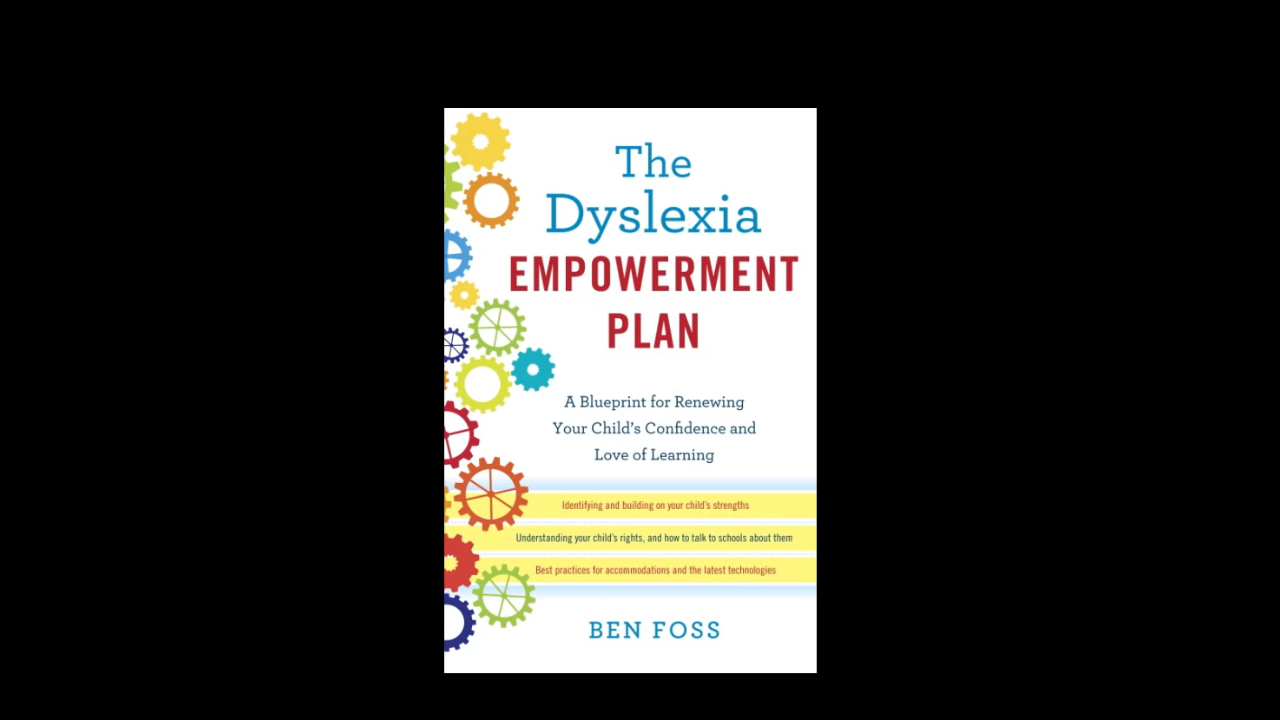 The
Dyslexia
EMPOWERMENT
PLAN
A Blueprint for Renewing
Your Child's Confidence and
Love of Learning
Identifying and building on your child's strengths
Understanding your child's rights, and how to talk to schools about them
Best practices for accommodations and the latest technologies
BEN FOSS